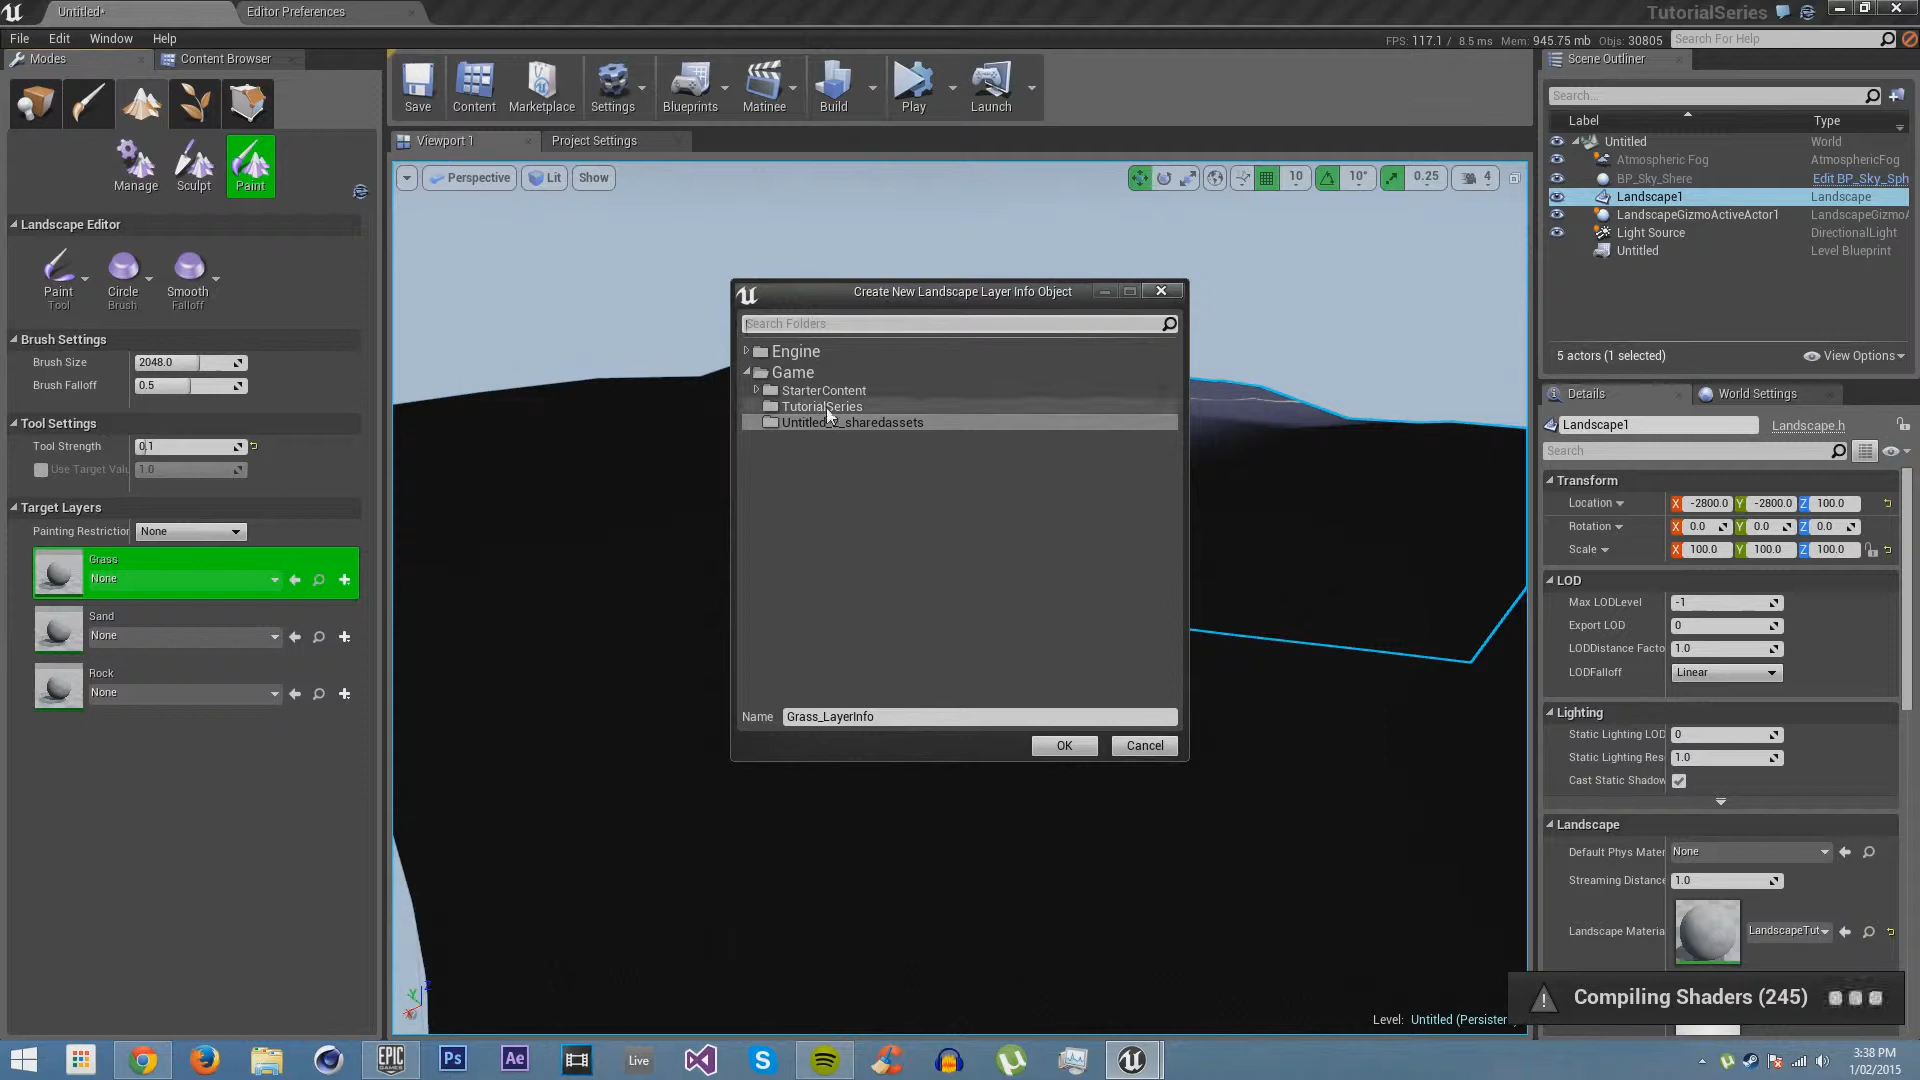 Untitled*
Editor Preferences
TutorialSeries
File Edit Window Help
FPS: 117.1 / 8.5 ms Mem: 945.75 mb Objs: 30805
Search For Help
Modes
Content Browser
Save
Content
Marketplace
Settings
Blueprints
Matinee
Build
Play
Launch
Viewport 1
Project Settings
Manage
Sculpt
Paint
Perspective
Lit
Show
10
10°
0.25
4
Landscape Editor
Paint
Tool
Circle
Brush
Smooth
Falloff
Brush Settings
Brush Size 2048.0
Brush Falloff 0.5
Tool Settings
Tool Strength 0.1
Use Target Valu 1.0
Target Layers
Painting Restriction None
Grass
None
Sand
None
Rock
None
Create New Landscape Layer Info Object
Search Folders
Engine
Game
StarterContent
TutorialSeries
Name Grass_LayerInfo
OK
Cancel
Scene Outliner
Search...
Label Type
Untitled World
Atmospheric Fog AtmosphericFog
BP_Sky_Shere Edit BP_Sky_Sph
Landscape1 Landscape
LandscapeGizmoActiveActor1 LandscapeGizmoA
Light Source DirectionalLight
Untitled Level Blueprint
5 actors (1 selected)
View Options
Details
World Settings
Landscape1
Landscape.h
Search
Transform
Location X -2800.0 Y -2800.0 Z 100.0
Rotation X 0.0 Y 0.0 Z 0.0
Scale X 100.0 Y 100.0 Z 100.0
LOD
Max LODLevel -1
Export LOD 0
LODDistance Facto 1.0
LODFalloff Linear
Lighting
Static Lighting LOD 0
Static Lighting Res 1.0
Cast Static Shadow
Landscape
Default Phys Mater None
Streaming Distance 1.0
Landscape Materia LandscapeTut
Compiling Shaders (245)
Level: Untitled (Persister
X Y Z
EPIC
GAMES
Ps
Ae
Live
3:38 PM
1/02/2015